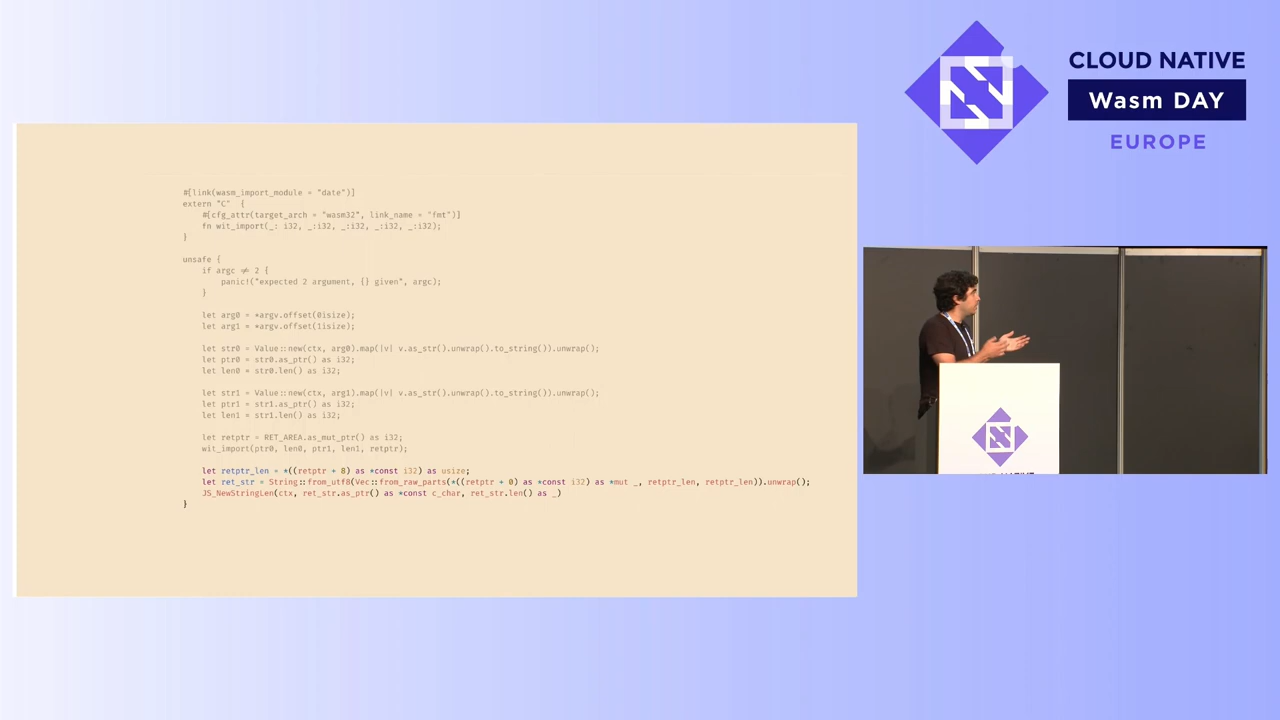 CLOUD NATIVE
Wasm DAY
EUROPE
#[link(wasm_import_module = "date")]
extern "C"  {
    #[cfg_attr(target_arch = "wasm32", link_name = "fmt")]
    fn wit_import(_: i32, _:i32, _:i32, _:i32, _:i32);
}
unsafe {
    if argc ≠ 2 {
        panic!("expected 2 argument, {} given", argc);
    }
    let arg0 = *argv.offset(0isize);
    let arg1 = *argv.offset(1isize);
    let str0 = Value::new(ctx, arg0).map(|v| v.as_str().unwrap().to_string()).unwrap();
    let ptr0 = str0.as_ptr() as i32;
    let len0 = str0.len() as i32;
    let str1 = Value::new(ctx, arg1).map(|v| v.as_str().unwrap().to_string()).unwrap();
    let ptr1 = str1.as_ptr() as i32;
    let len1 = str1.len() as i32;
    let retptr = RET_AREA.as_mut_ptr() as i32;
    wit_import(ptr0, len0, ptr1, len1, retptr);
    let retptr_len = *((retptr + 8) as *const i32) as usize;
    let ret_str = String::from_utf8(Vec::from_raw_parts(*((retptr + 0) as *const i32) as *mut _, retptr_len, retptr_len)).unwrap();
    JS_NewStringLen(ctx, ret_str.as_ptr() as *const c_char, ret_str.len() as _)
}